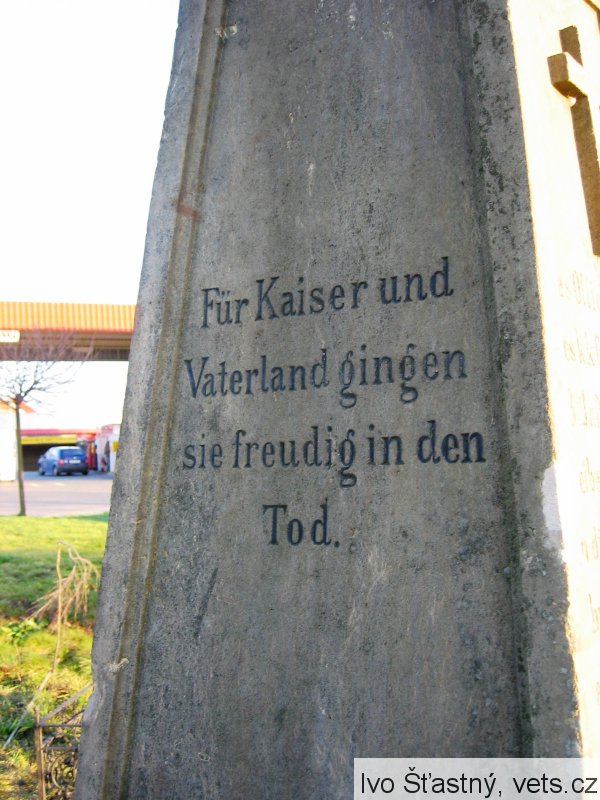 Für Kaiser und
Vaterland gingen
sie freudig in den
Tod.
Ivo Šťastný, vets.cz